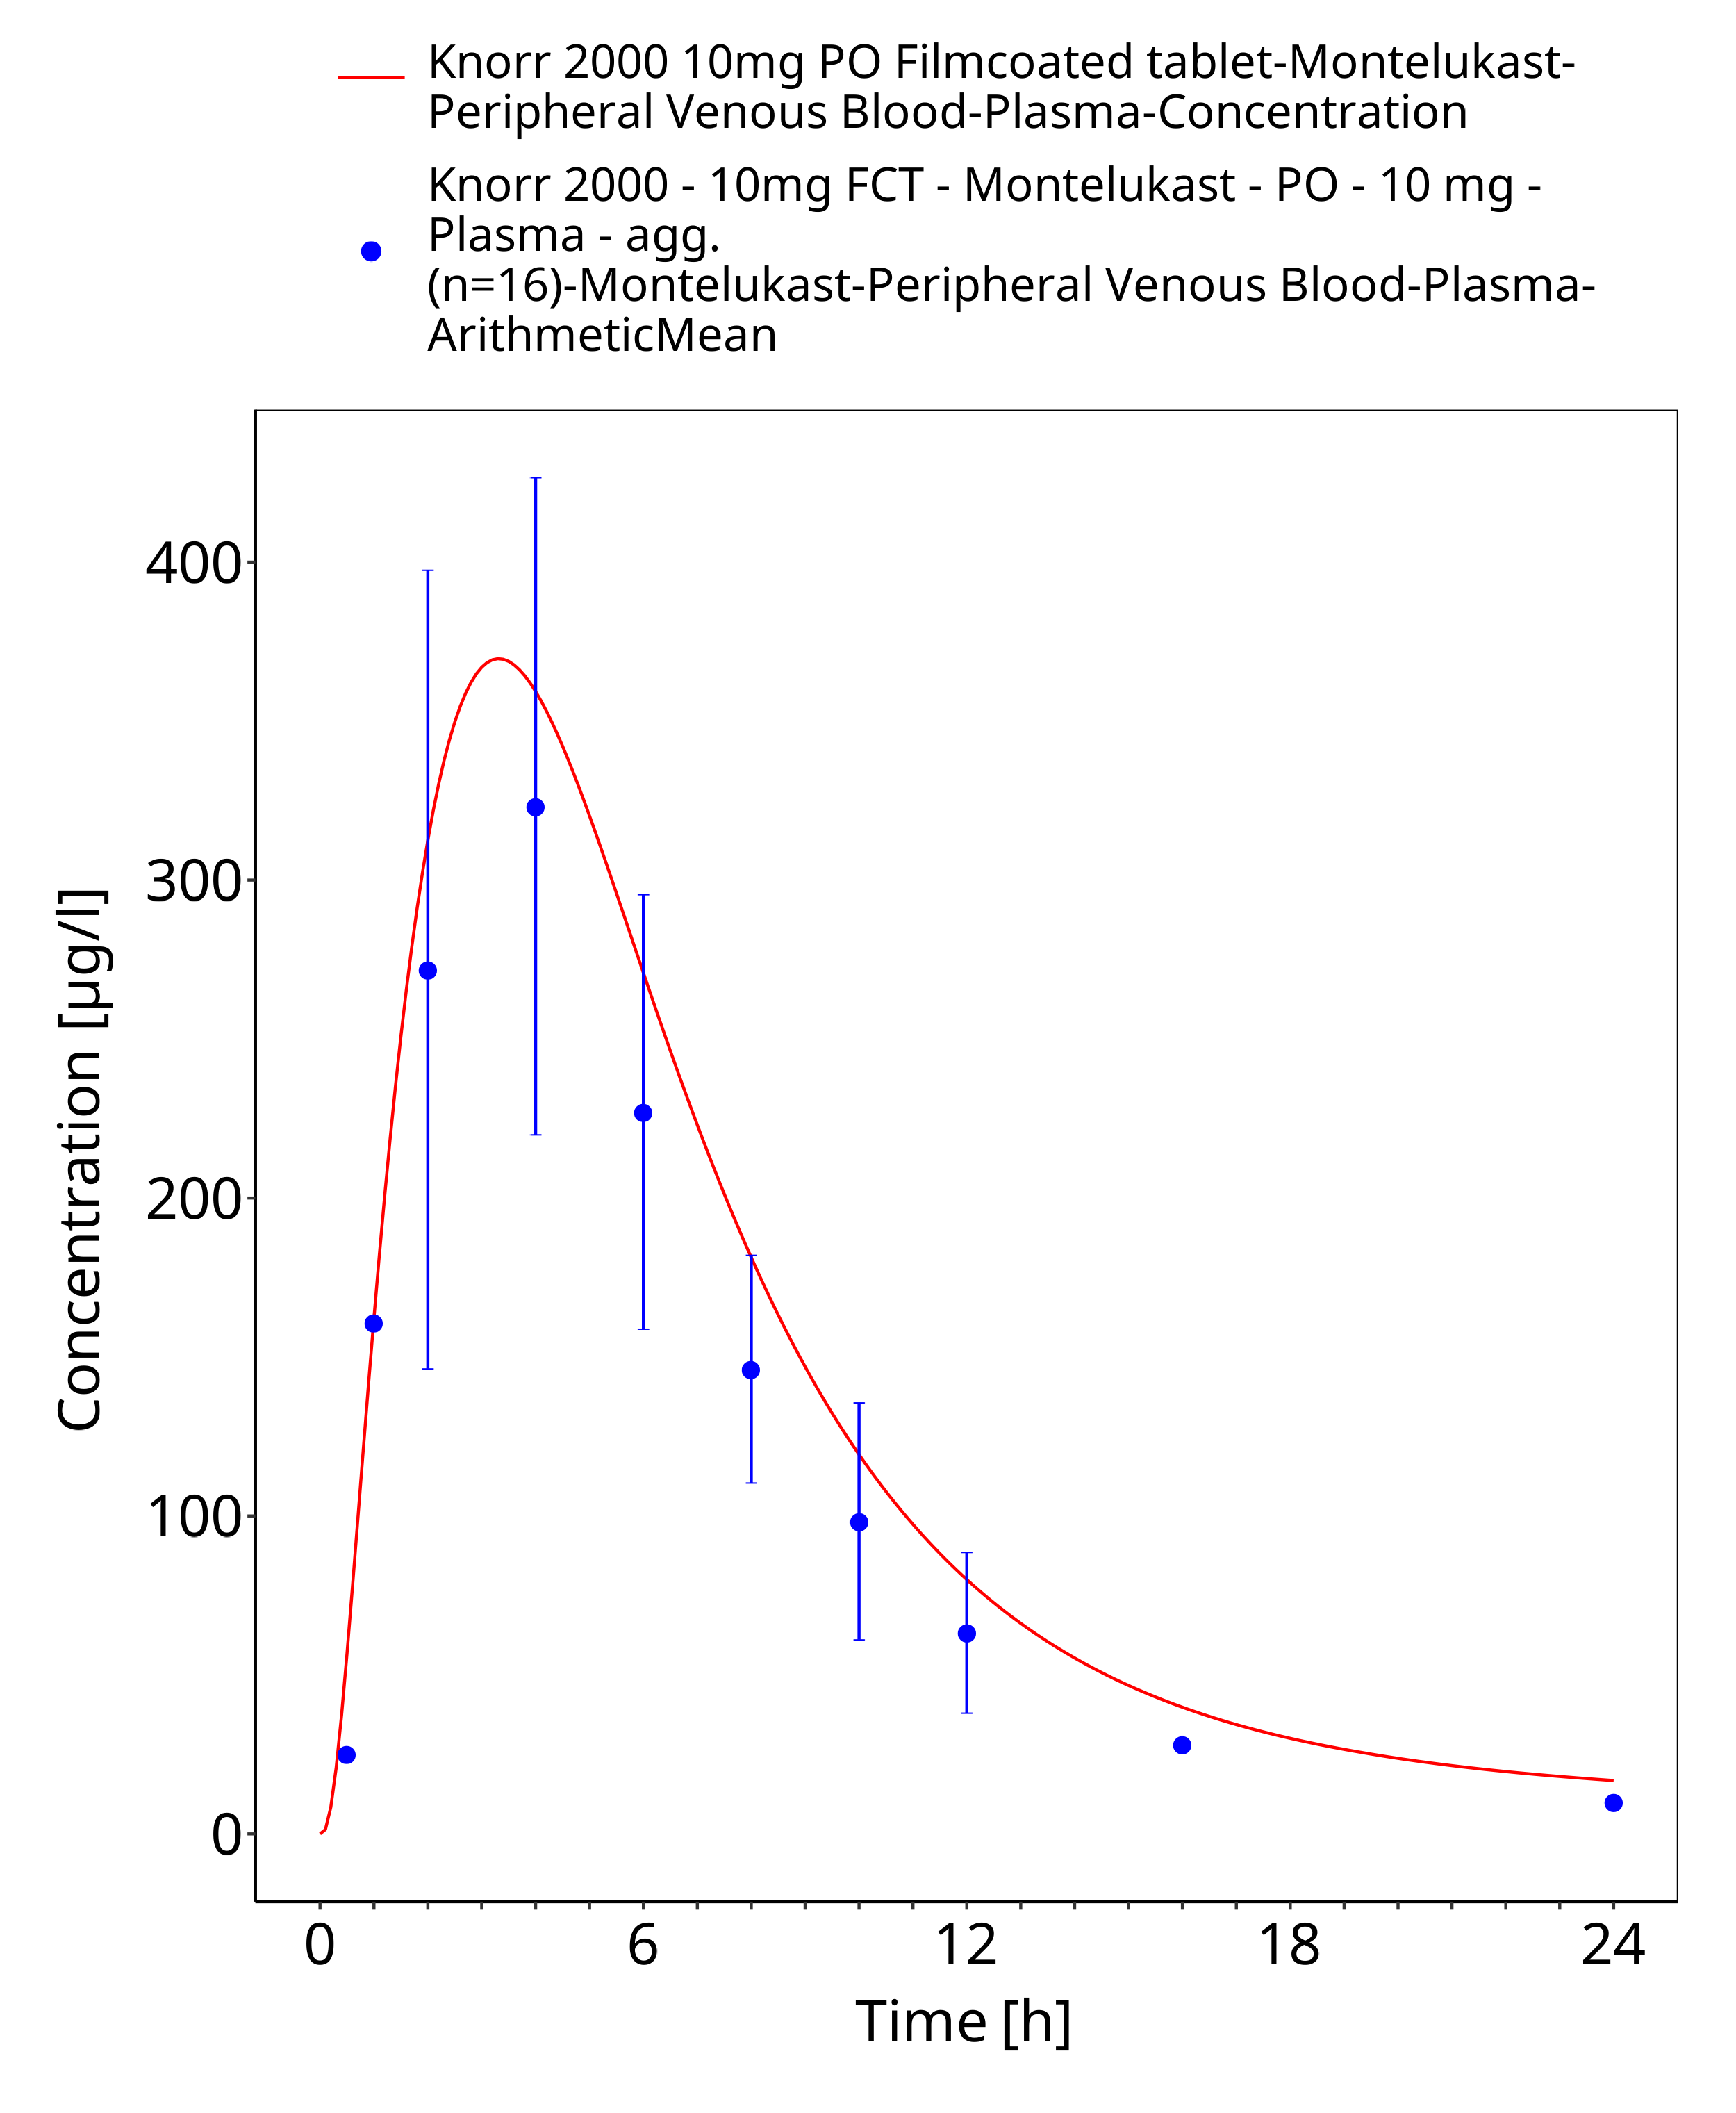 Knorr 2000 10mg PO Filmcoated tablet-Montelukast-
Peripheral Venous Blood-Plasma-Concentration
Knorr 2000 - 10mg FCT - Montelukast - PO - 10 mg -
Plasma - agg.
(n=16)-Montelukast-Peripheral Venous Blood-Plasma-
ArithmeticMean
Concentration [µg/l]
400
300
200
100
0
0 6 12 18 24
Time [h]